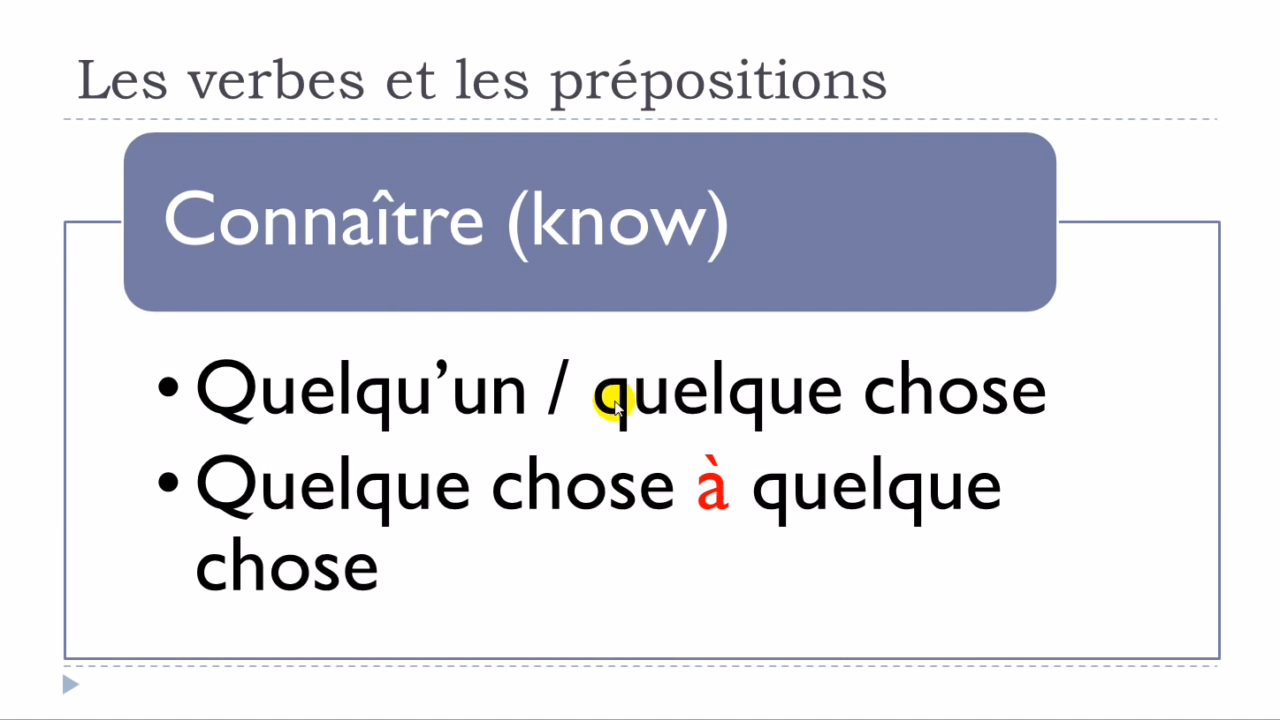 Les verbes et les prépositions
Connaître (know)
• Quelqu’un / quelque chose
• Quelque chose à quelque
chose